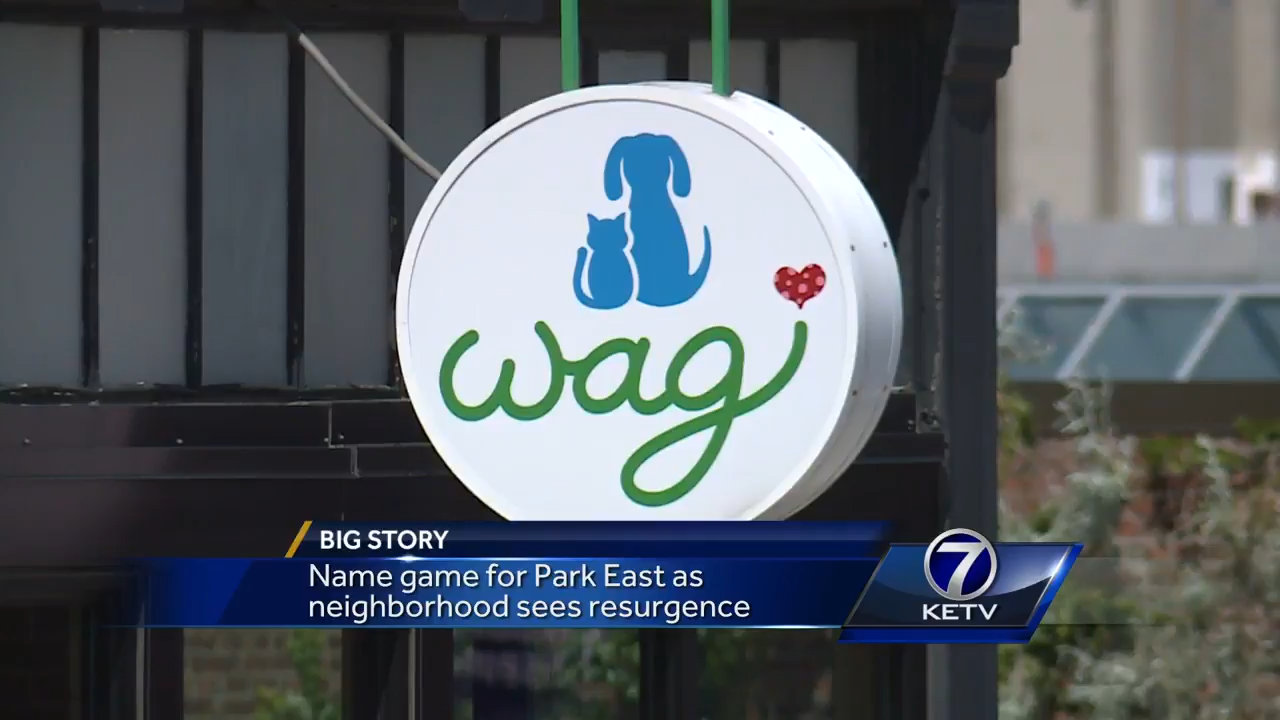 wag
BIG STORY
Name game for Park East as
neighborhood sees resurgence
7
KETV